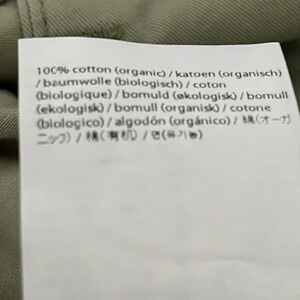 100% cotton (organic) / katoen (organisch)
/ baumwolle (biologisch) / coton
(biologique) / bomuld (økologisk) / bomull
(ekologisk) / bomull (organisk) / cotone
(biologico) / algodón (orgánico) / 綿(オーガ
ニック) / 棉(有机) / 면(유기농)